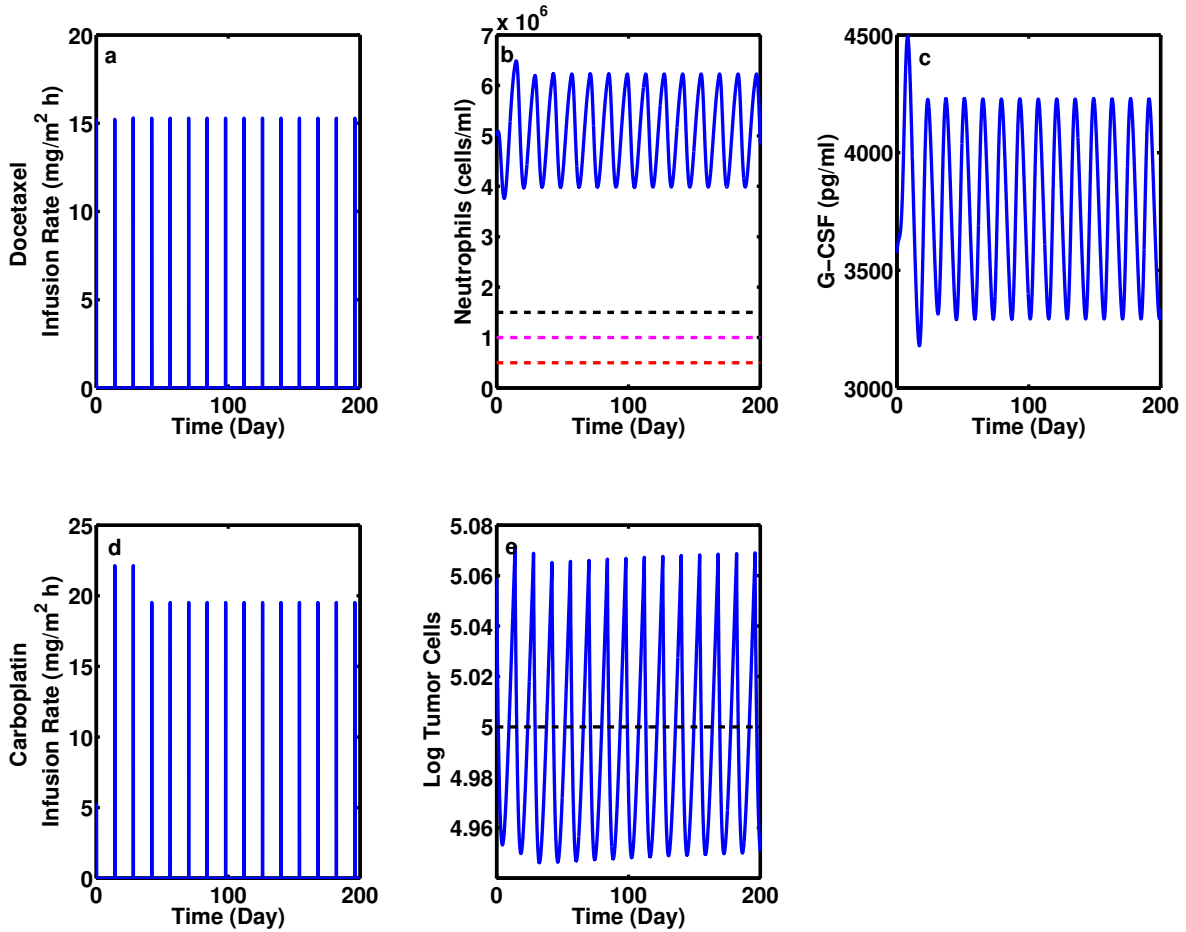 a
20
15
10
5
0
0
100
200
Time (Day)
Docetaxel
Infusion Rate (mg/m² h)
b
x 10⁶
7
6
5
4
3
2
1
0
0
100
200
Time (Day)
Neutrophils (cells/ml)
c
4500
4000
3500
3000
0
100
200
Time (Day)
G−CSF (pg/ml)
d
25
20
15
10
5
0
0
100
200
Time (Day)
Carboplatin
Infusion Rate (mg/m² h)
e
5.08
5.06
5.04
5.02
5
4.98
4.96
0
100
200
Time (Day)
Log Tumor Cells